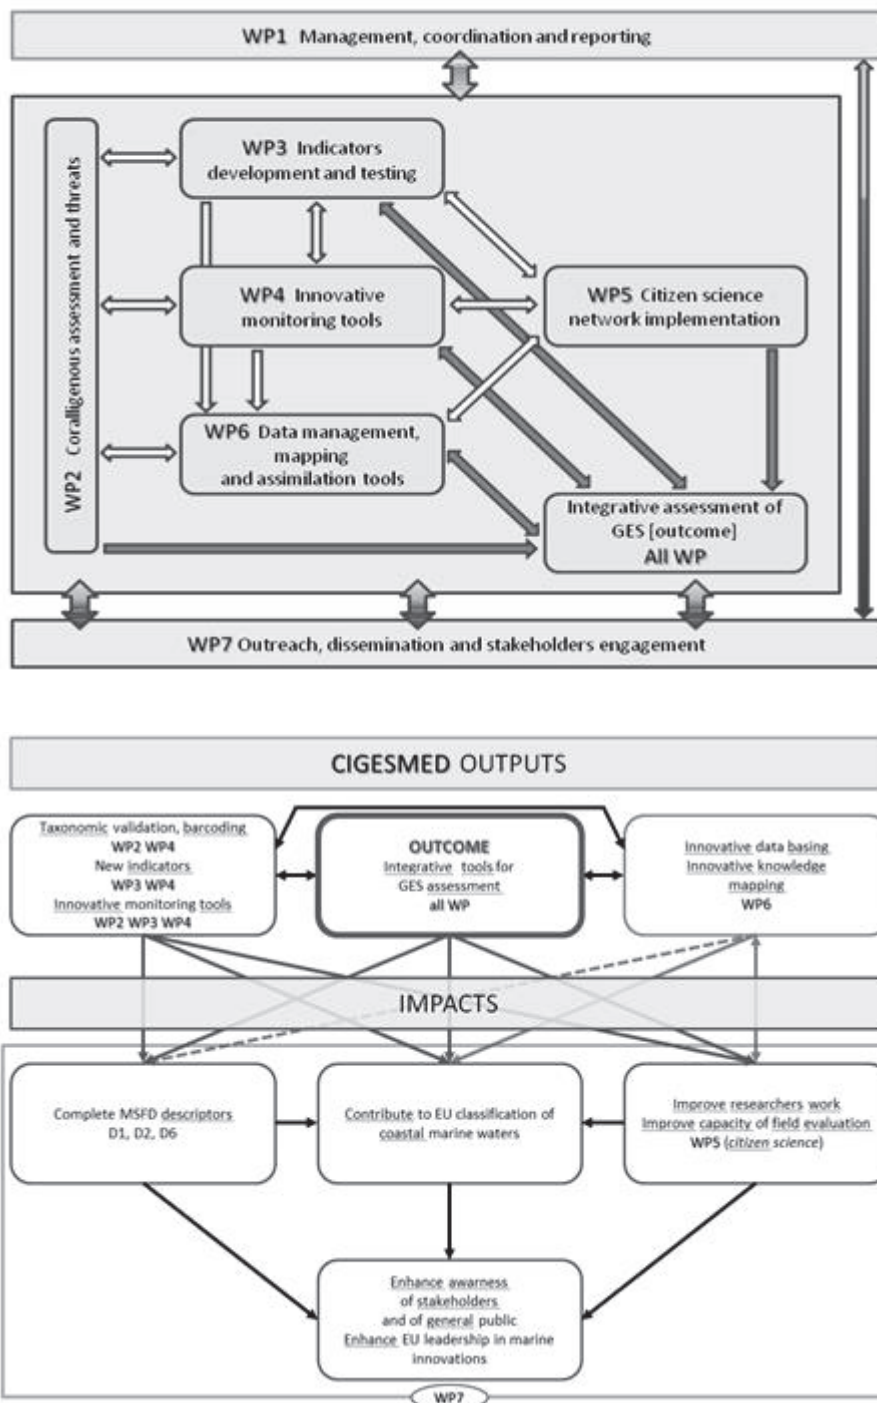 WP1 Management, coordination and reporting
WP2 Coralligenous assessment and threats
WP3 Indicators
development and testing
WP4 Innovative
monitoring tools
WP5 Citizen science
network implementation
WP6 Data management,
mapping
and assimilation tools
Integrative assessment of
GES [outcome]
All WP
WP7 Outreach, dissemination and stakeholders engagement
CIGESMED OUTPUTS
Taxonomic validation, barcoding
WP2 WP4
New indicators
WP3 WP4
Innovative monitoring tools
WP2 WP3 WP4
OUTCOME
Integrative tools for
GES assessment
all WP
Innovative data basing
Innovative knowledge
mapping
WP6
IMPACTS
Complete MSFD descriptors
D1, D2, D6
Contribute to EU classification of
coastal marine waters
Improve researchers work
Improve capacity of field evaluation
WP5 (citizen science)
Enhance awarness
of stakeholders
and of general public
Enhance EU leadership in marine
innovations
WP7